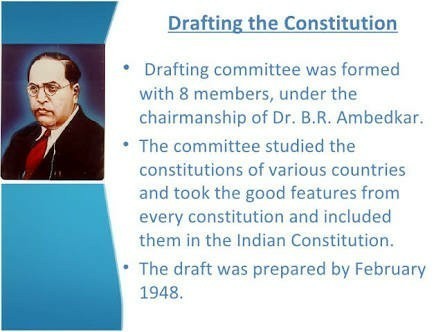 Drafting the Constitution
• Drafting committee was formed
with 8 members, under the
chairmanship of Dr. B.R. Ambedkar.
• The committee studied the
constitutions of various countries
and took the good features from
every constitution and included
them in the Indian Constitution.
• The draft was prepared by February
1948.